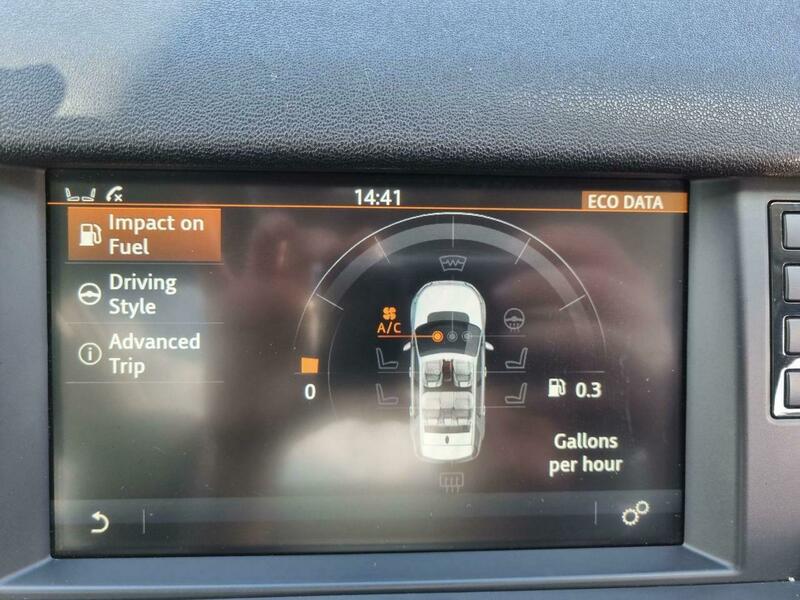 14:41
ECO DATA
Impact on
Fuel
Driving
Style
Advanced
Trip
A/C
0
0.3
Gallons
per hour